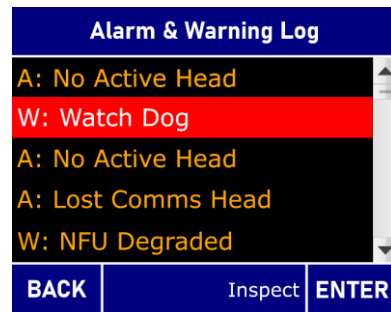 Alarm & Warning Log
A: No Active Head
W: Watch Dog
A: No Active Head
A: Lost Comms Head
W: NFU Degraded
BACK Inspect ENTER